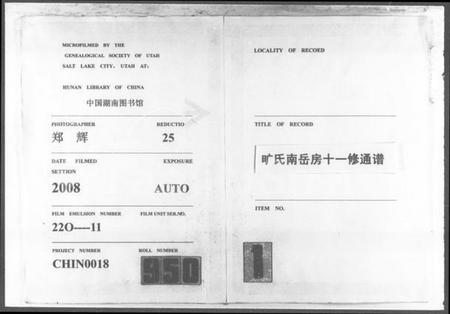 MICROFILMED BY THE
GENEALOGICAL SOCIETY OF UTAH
SALT LAKE CITY, UTAH AT:
HUNAN LIBRARY OF CHINA
中国湖南图书馆
PHOTOGRAPHER REDUCTIO
郑 辉 25
DATE FILMED EXPOSURE
SETTION
2008 AUTO
FILM EMULSION NUMBER FILM UNIT SER.NO.
22O----11
PROJECT NUMBER ROLL NUMBER
CHIN0018 950
LOCALITY OF RECOED
TITLE OF RECORD
旷氏南岳房十一修通谱
ITEM NO.
1